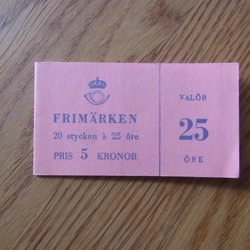 FRIMÄRKEN
20 stycken à 25 öre
PRIS 5 KRONOR
VALÖR
25
ÖRE